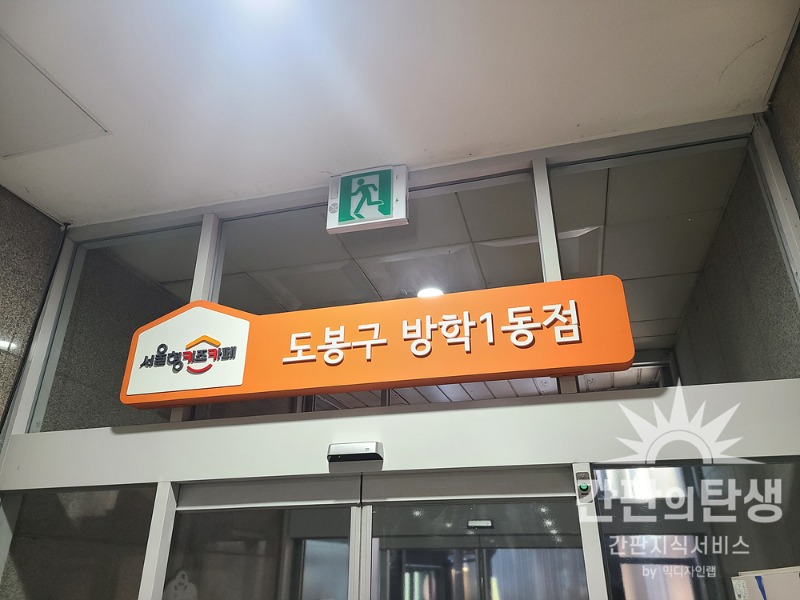 서울형키즈카페
도봉구 방학1동점
간판의탄생
간판지식서비스
by 익디자인랩